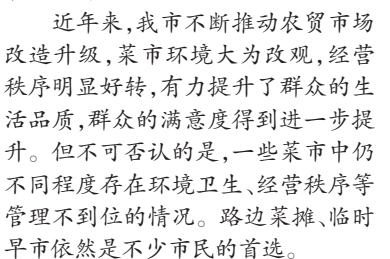 近年来,我市不断推动农贸市场
改造升级,菜市环境大为改观,经营
秩序明显好转,有力提升了群众的生
活品质,群众的满意度得到进一步提
升。但不可否认的是,一些菜市中仍
不同程度存在环境卫生、经营秩序等
管理不到位的情况。路边菜摊、临时
早市依然是不少市民的首选。